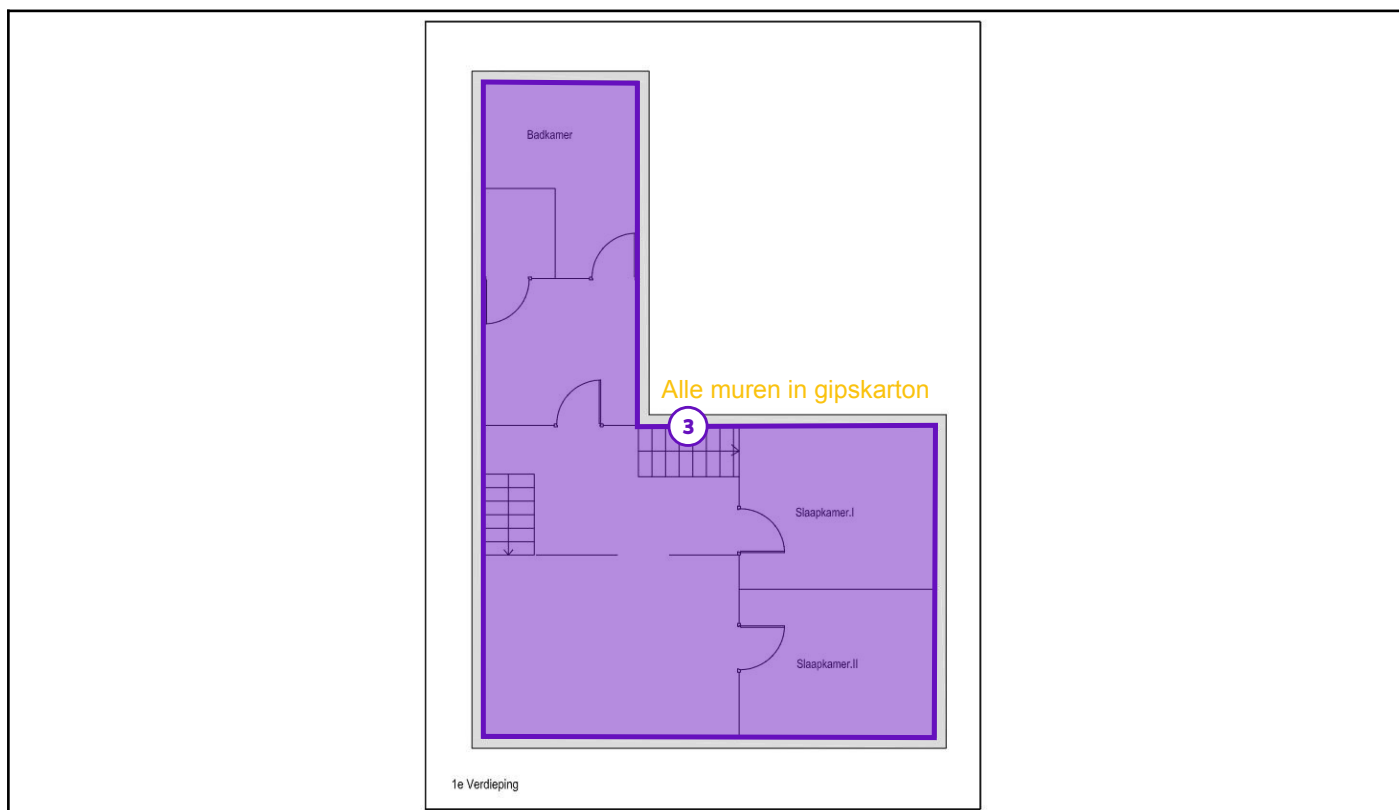 Badkamer
Alle muren in gipskarton
3
Slaapkamer.I
Slaapkamer.II
1e Verdieping